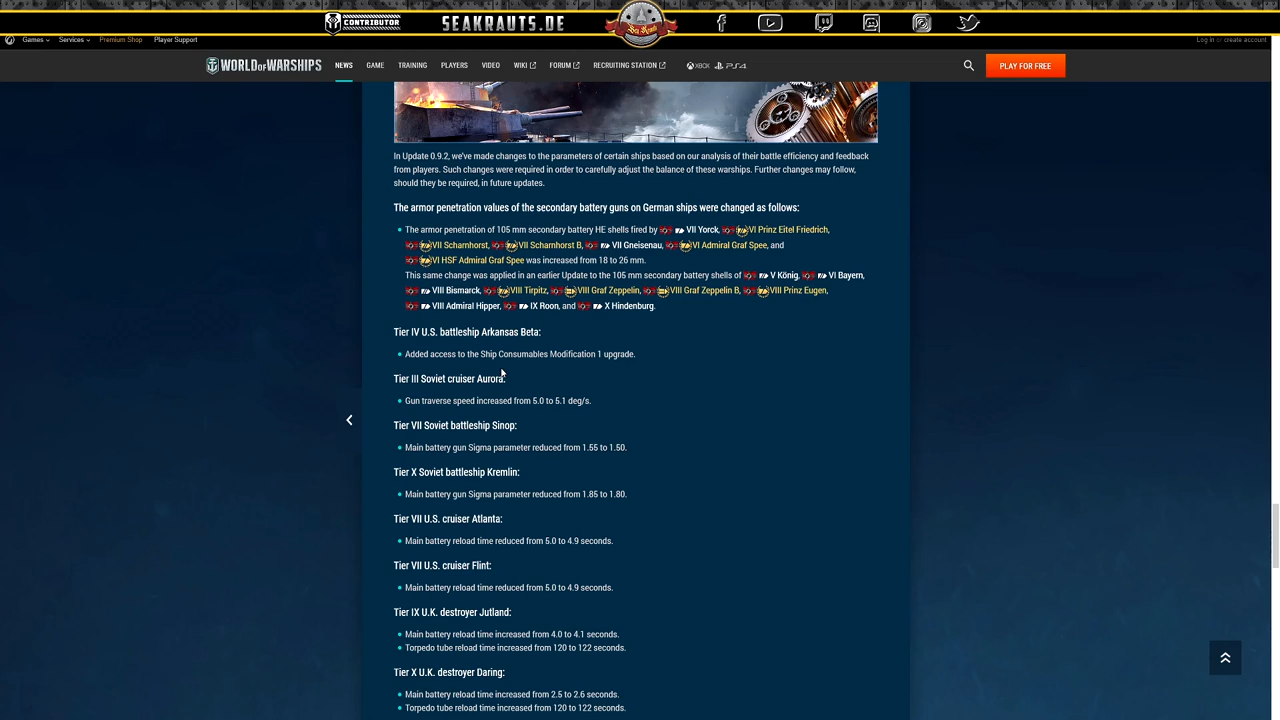 CONTRIBUTOR SEAKRAUTS.DE
Games Services Premium Shop Player Support Log in or create account
WORLD OF WARSHIPS NEWS GAME TRAINING PLAYERS VIDEO WIKI FORUM RECRUITING STATION XBOX PS4 PLAY FOR FREE
In Update 0.9.2, we've made changes to the parameters of certain ships based on our analysis of their battle efficiency and feedback
from players. Such changes were required in order to carefully adjust the balance of these warships. Further changes may follow,
should they be required, in future updates.
The armor penetration values of the secondary battery guns on German ships were changed as follows:
The armor penetration of 105 mm secondary battery HE shells fired by VII Yorck, VI Prinz Eitel Friedrich,
VII Scharnhorst, VII Scharnhorst B, VII Gneisenau, VI Admiral Graf Spee, and
VI HSF Admiral Graf Spee was increased from 18 to 26 mm.
This same change was applied in an earlier Update to the 105 mm secondary battery shells of V König, VI Bayern,
VIII Bismarck, VIII Tirpitz, VIII Graf Zeppelin, VIII Graf Zeppelin B, VIII Prinz Eugen,
VIII Admiral Hipper, IX Roon, and X Hindenburg.
Tier IV U.S. battleship Arkansas Beta:
Added access to the Ship Consumables Modification 1 upgrade.
Tier III Soviet cruiser Aurora:
Gun traverse speed increased from 5.0 to 5.1 deg/s.
Tier VII Soviet battleship Sinop:
Main battery gun Sigma parameter reduced from 1.55 to 1.50.
Tier X Soviet battleship Kremlin:
Main battery gun Sigma parameter reduced from 1.85 to 1.80.
Tier VII U.S. cruiser Atlanta:
Main battery reload time reduced from 5.0 to 4.9 seconds.
Tier VII U.S. cruiser Flint:
Main battery reload time reduced from 5.0 to 4.9 seconds.
Tier IX U.K. destroyer Jutland:
Main battery reload time increased from 4.0 to 4.1 seconds.
Torpedo tube reload time increased from 120 to 122 seconds.
Tier X U.K. destroyer Daring:
Main battery reload time increased from 2.5 to 2.6 seconds.
Torpedo tube reload time increased from 120 to 122 seconds.